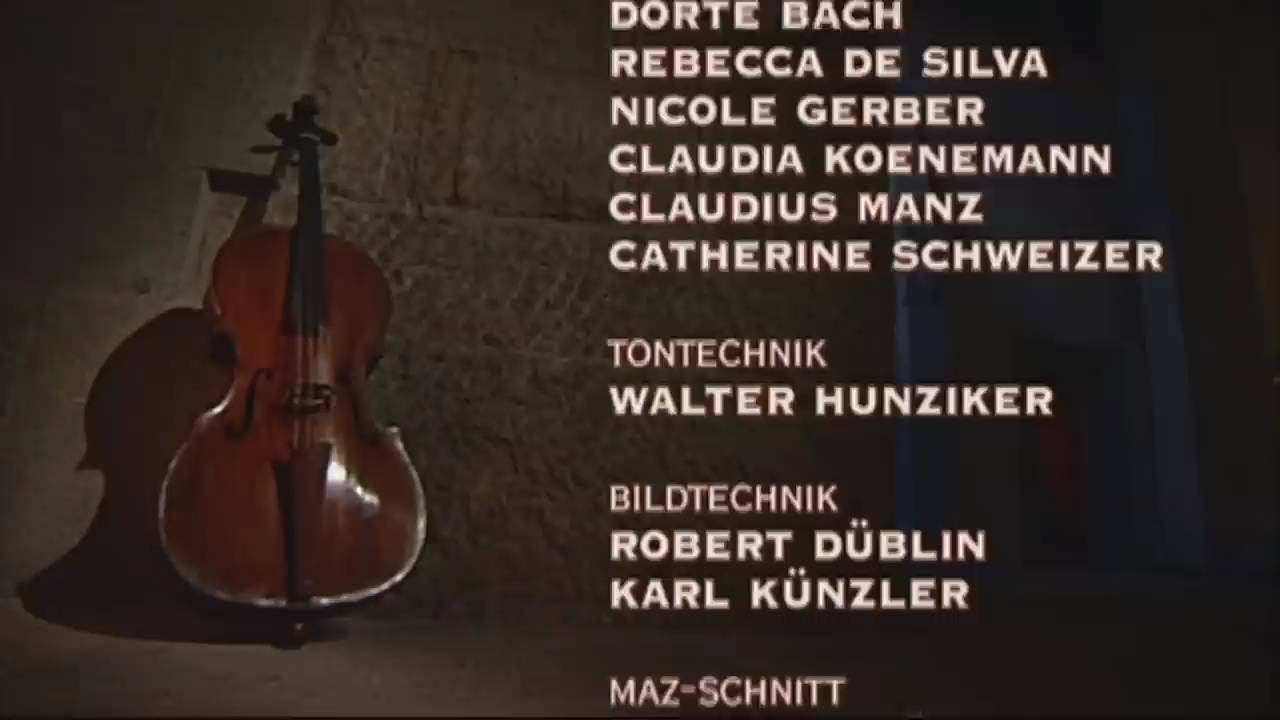 DORTE BACH
REBECCA DE SILVA
NICOLE GERBER
CLAUDIA KOENEMANN
CLAUDIUS MANZ
CATHERINE SCHWEIZER
TONTECHNIK
WALTER HUNZIKER
BILDTECHNIK
ROBERT DÜBLIN
KARL KÜNZLER
MAZ-SCHNITT